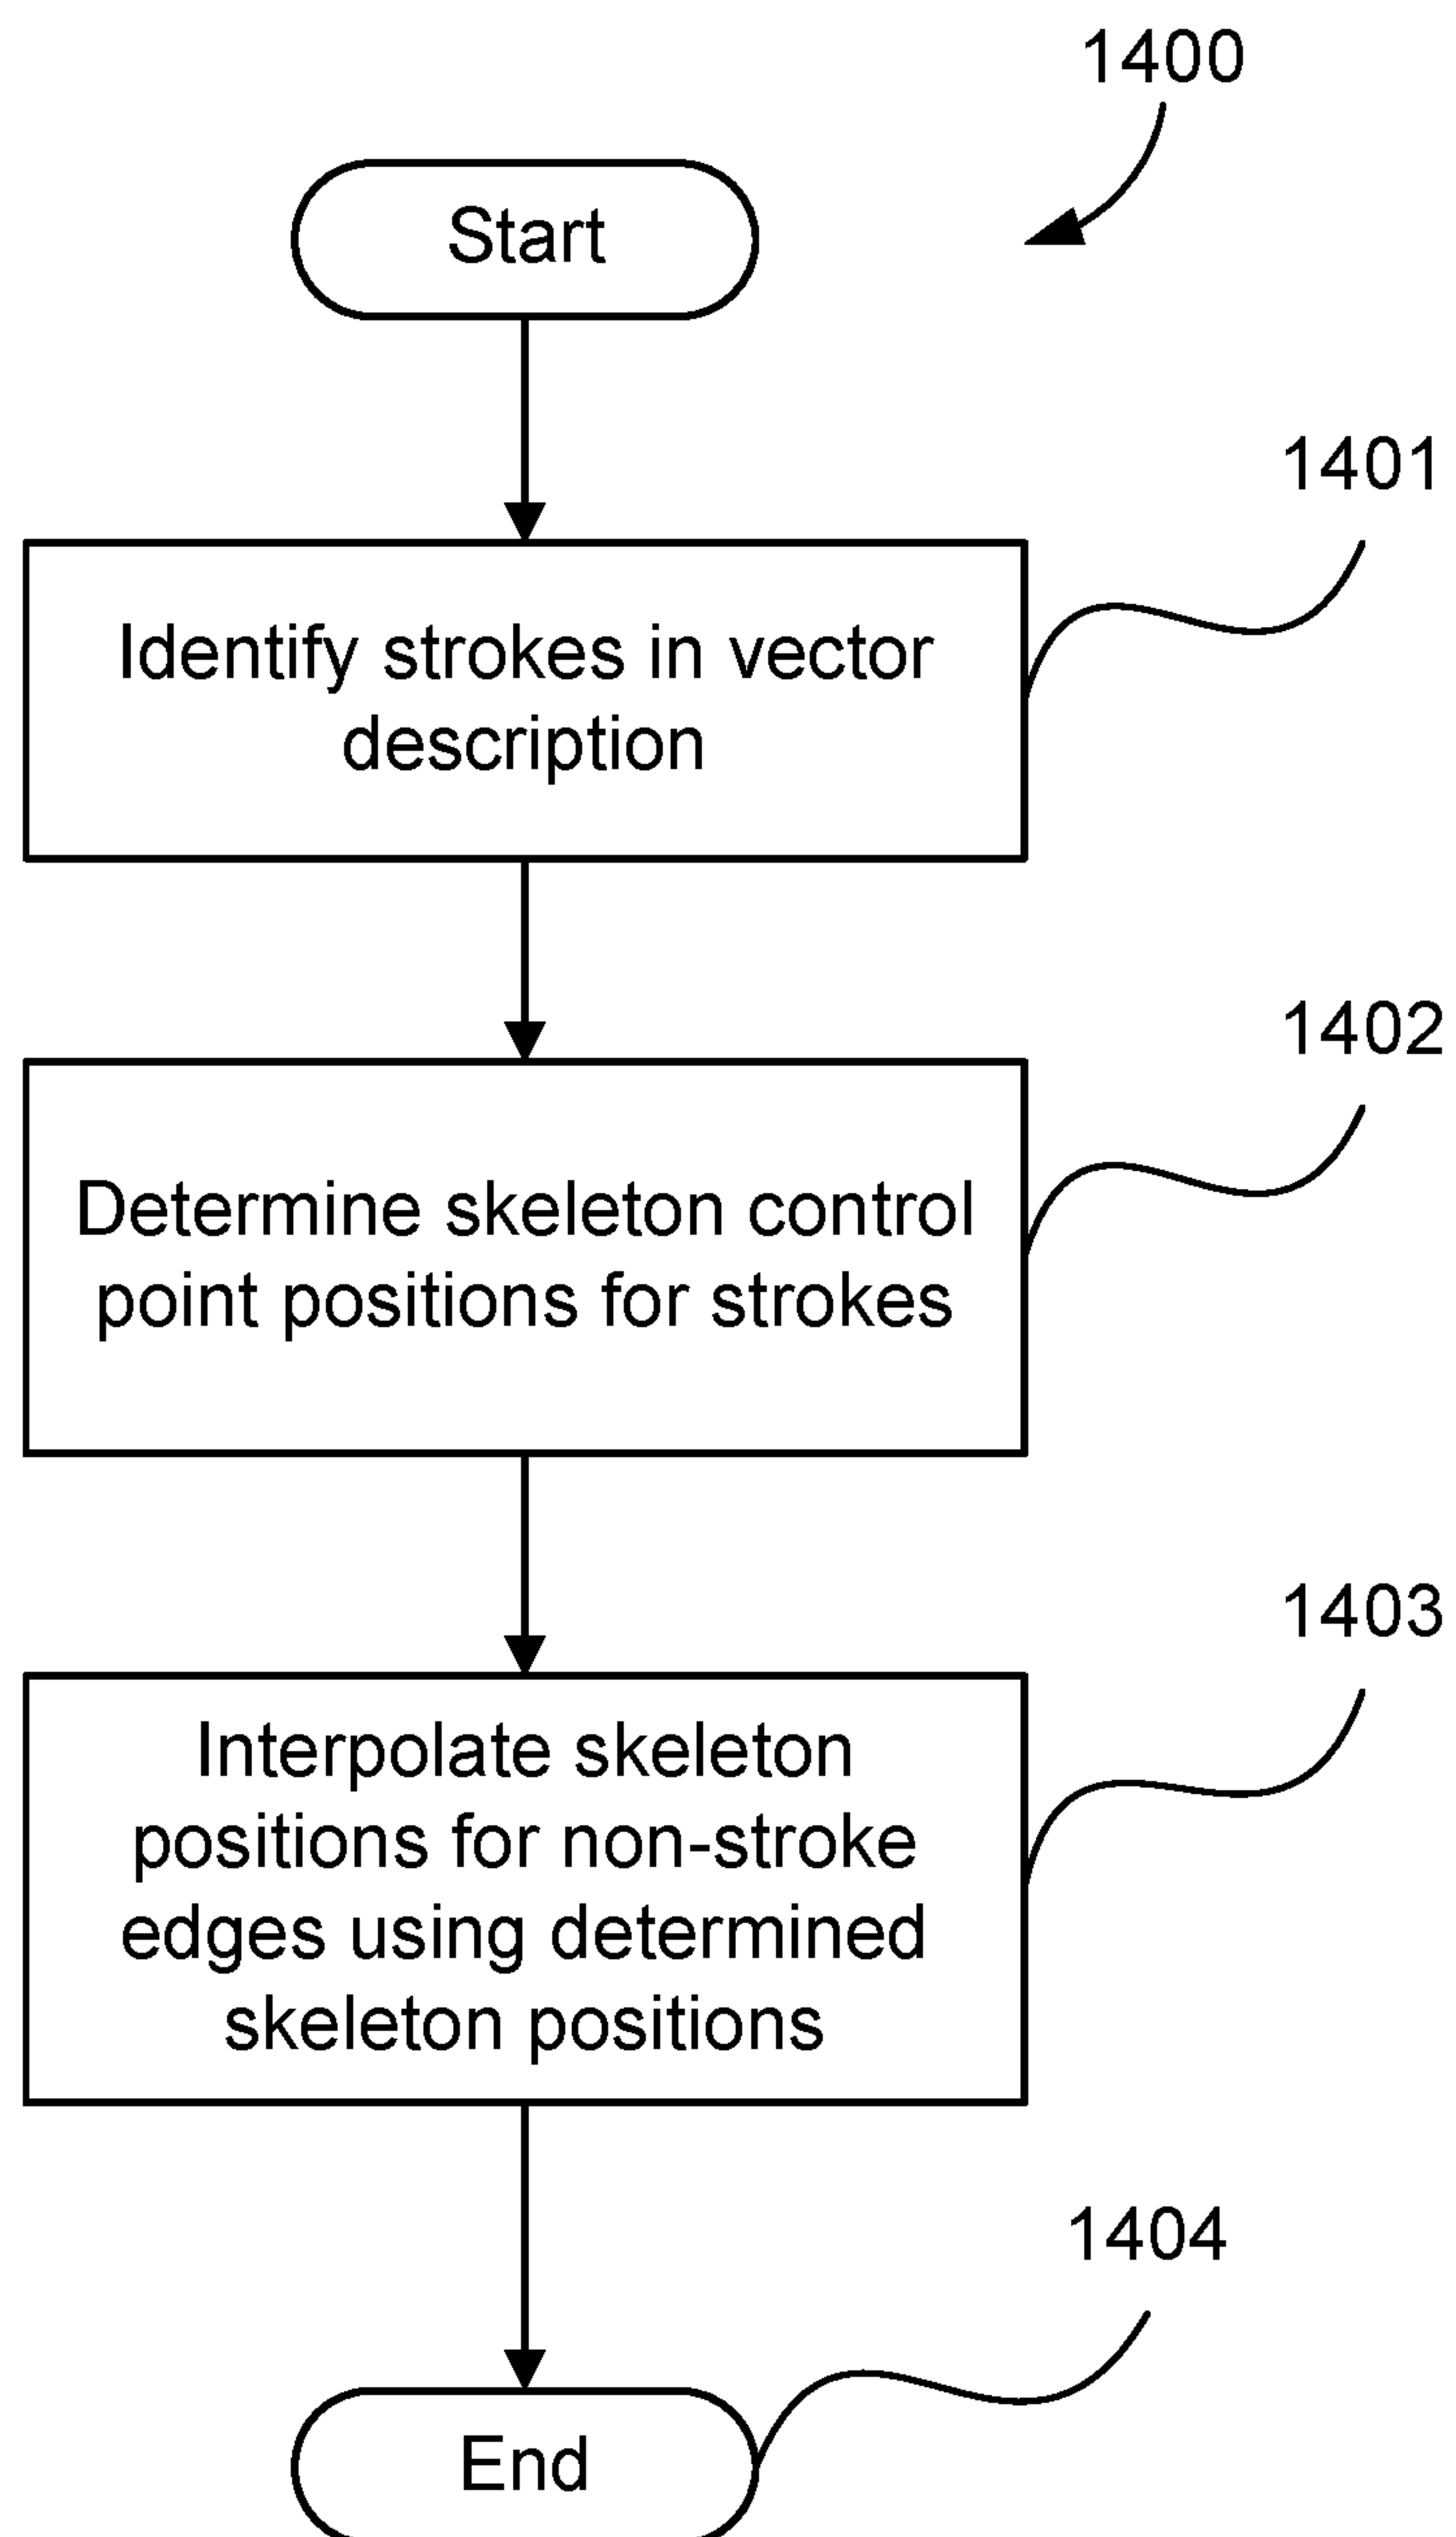 1400
Start
1401
Identify strokes in vector
description
1402
Determine skeleton control
point positions for strokes
1403
Interpolate skeleton
positions for non-stroke
edges using determined
skeleton positions
1404
End